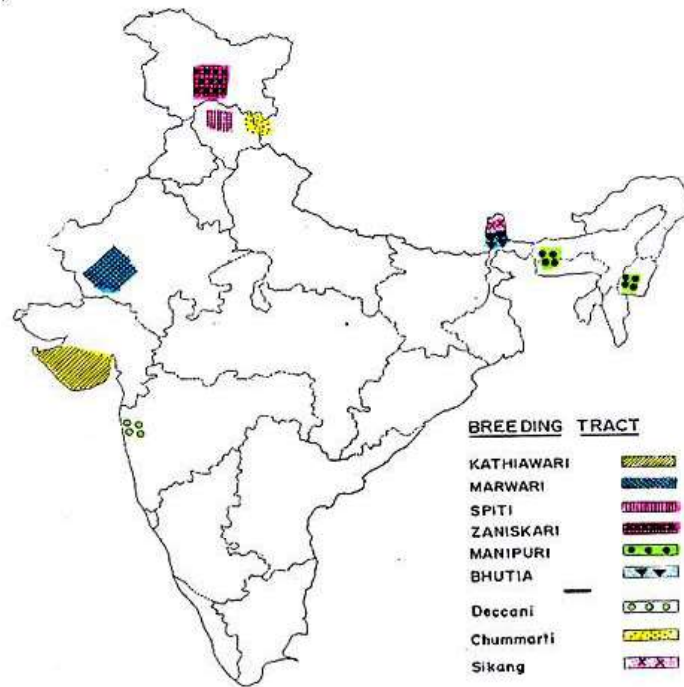 BREEDING TRACT
KATHIAWARI
MARWARI
SPITI
ZANISKARI
MANIPURI
BHUTIA
Deccani
Chummarti
Sikang